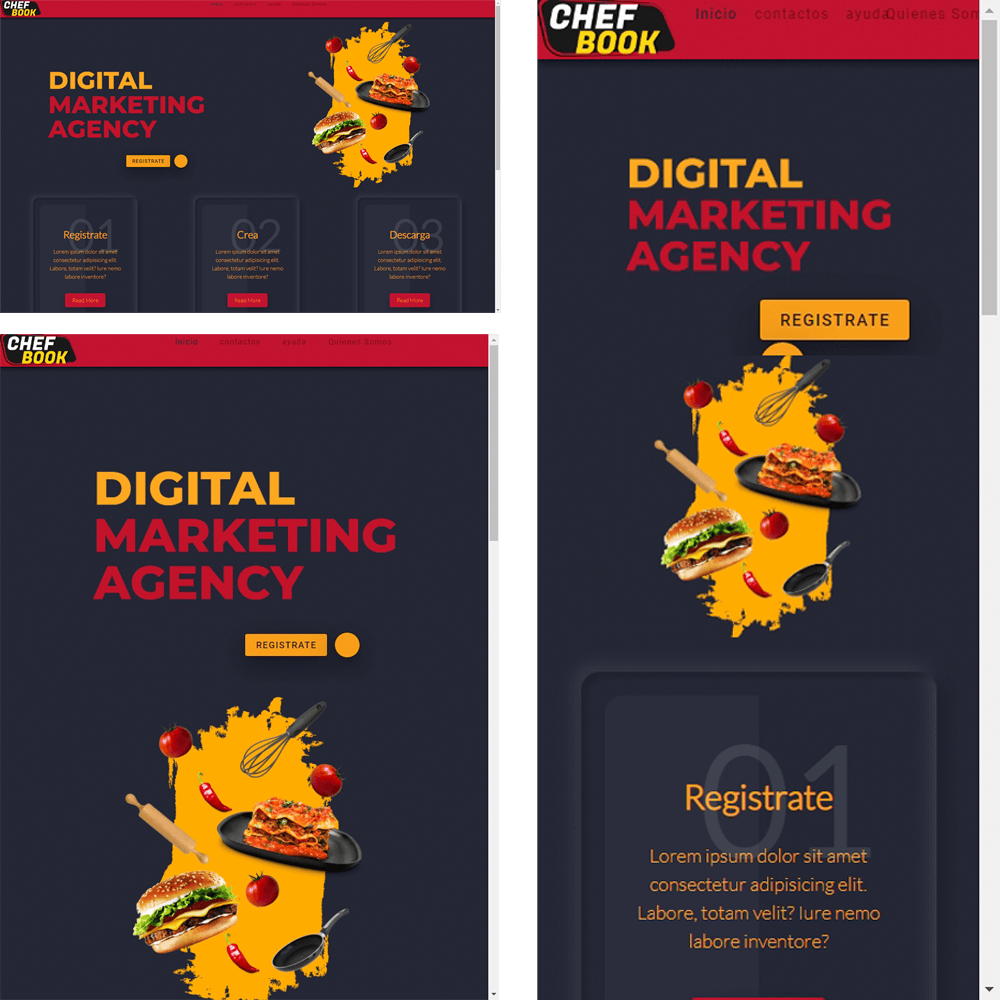 CHEF
BOOK
DIGITAL
MARKETING
AGENCY
REGISTRATE
01
Registrate
Lorem ipsum dolor sit amet
consectetur adipisicing elit.
Labore, totam velit? Iure nemo
labore inventore?
Read More
02
Crea
Lorem ipsum dolor sit amet
consectetur adipisicing elit.
Labore, totam velit? Iure nemo
labore inventore?
Read More
03
Descarga
Lorem ipsum dolor sit amet
consectetur adipisicing elit.
Labore, totam velit? Iure nemo
labore inventore?
Read More
CHEF
BOOK
Inicio contactos ayuda Quienes Somos
DIGITAL
MARKETING
AGENCY
REGISTRATE
CHEF
BOOK
Inicio contactos ayuda Quienes Som
DIGITAL
MARKETING
AGENCY
REGISTRATE
01
Registrate
Lorem ipsum dolor sit amet
consectetur adipisicing elit.
Labore, totam velit? Iure nemo
labore inventore?